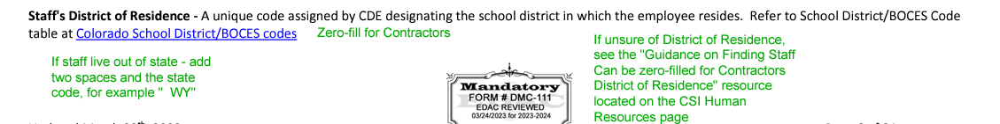 Staff's District of Residence - A unique code assigned by CDE designating the school district in which the employee resides.  Refer to School District/BOCES Code
table at Colorado School District/BOCES codes
Zero-fill for Contractors
If staff live out of state - add
two spaces and the state
code, for example "  WY"
Mandatory
FORM # DMC-111
EDAC REVIEWED
03/24/2023 for 2023-2024
If unsure of District of Residence,
see the "Guidance on Finding Staff
Can be zero-filled for Contractors
District of Residence" resource
located on the CSI Human
Resources page